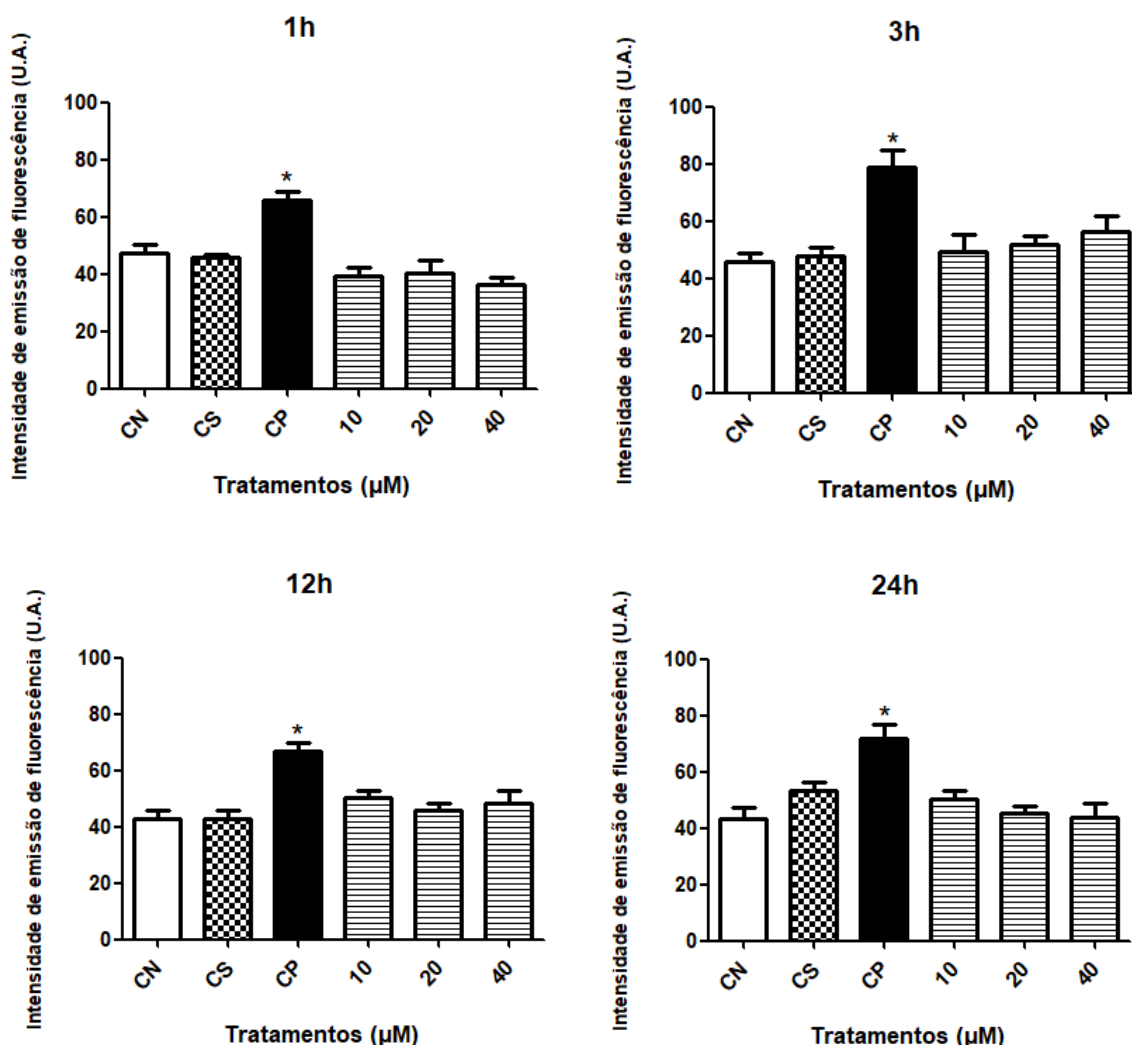 1h
Intensidade de emissão de fluorescência (U.A.)
100
80
60
40
20
0
*
CN CS CP 10 20 40
Tratamentos (µM)
3h
Intensidade de emissão de fluorescência (U.A.)
100
80
60
40
20
0
*
CN CS CP 10 20 40
Tratamentos (µM)
12h
Intensidade de emissão de fluorescência (U.A.)
100
80
60
40
20
0
*
CN CS CP 10 20 40
Tratamentos (µM)
24h
Intensidade de emissão de fluorescência (U.A.)
100
80
60
40
20
0
*
CN CS CP 10 20 40
Tratamentos (µM)